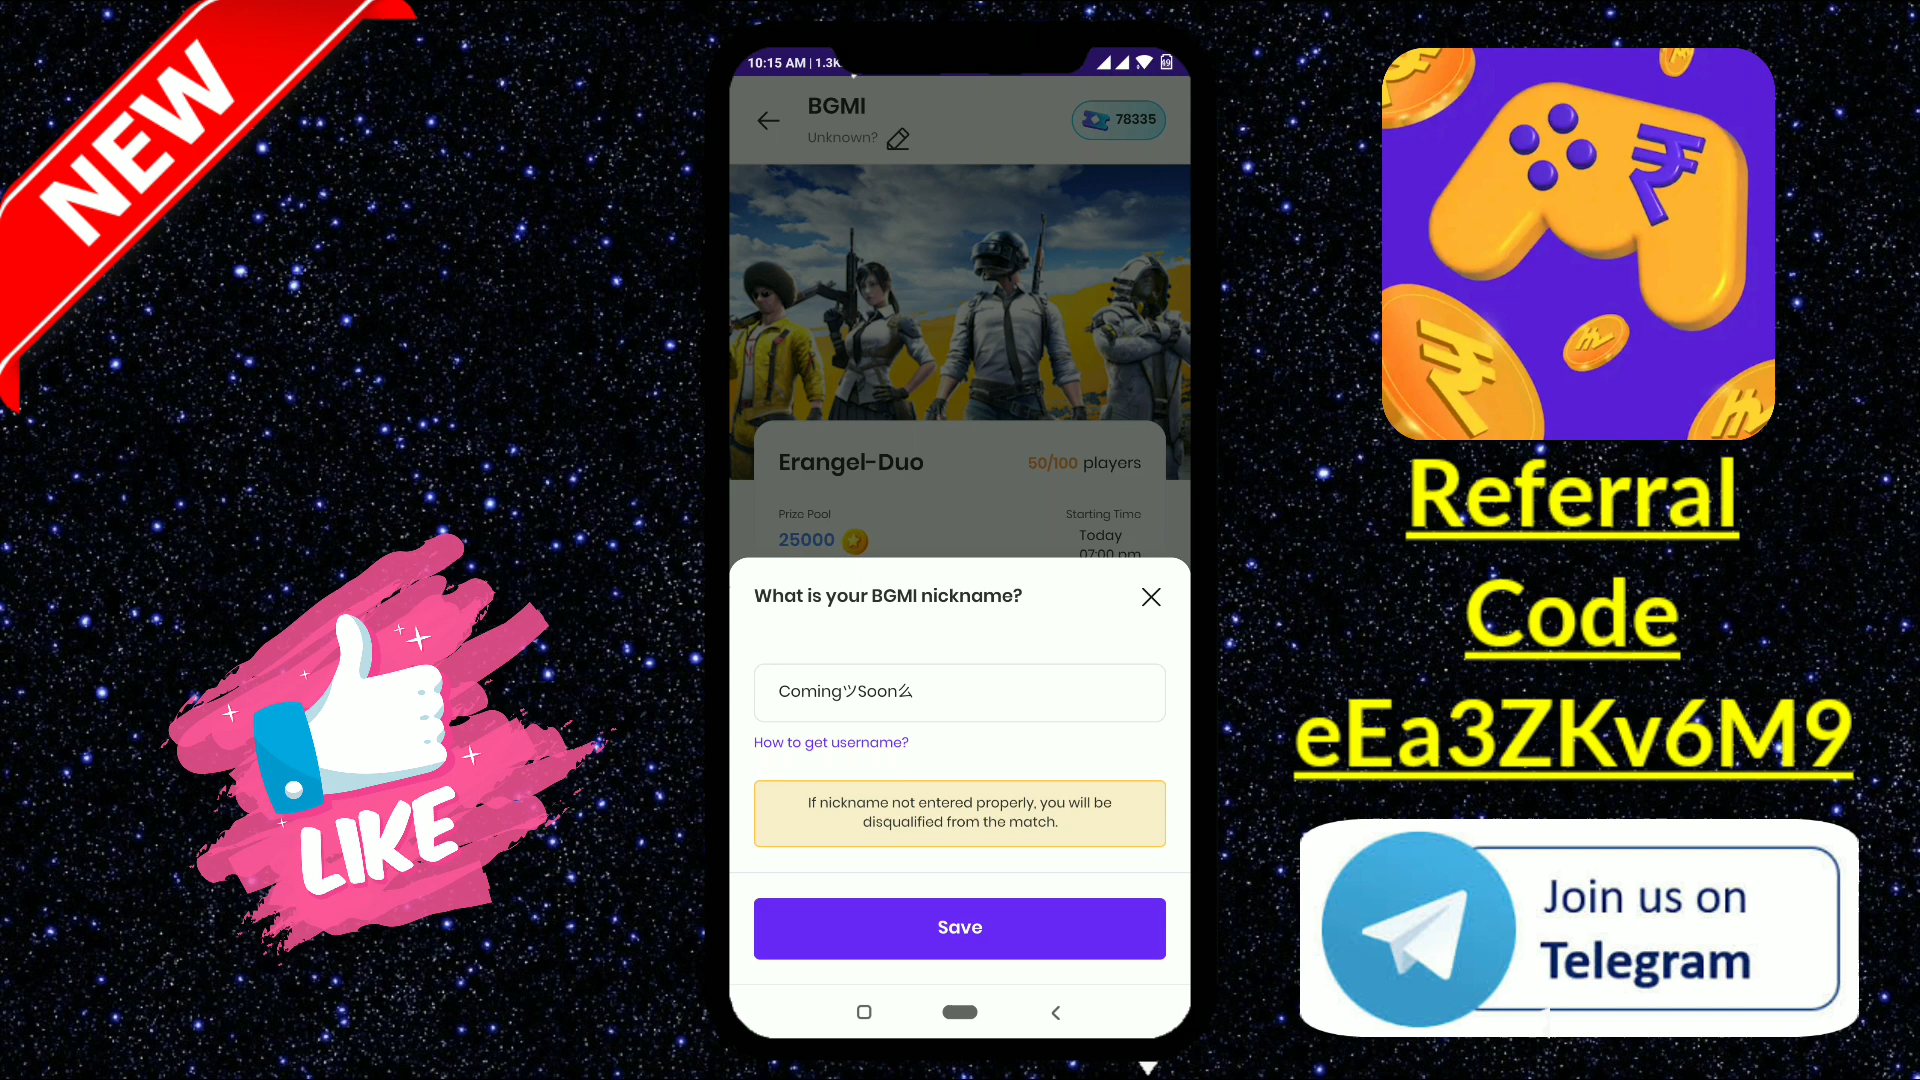 NEW
10:15 AM | 1.3K
49
BGMI
Unknown?
78335
Erangel-Duo
50/100 players
Prize Pool
25000
Starting Time
Today
07:00 pm
What is your BGMI nickname?
ComingツSoon么
How to get username?
If nickname not entered properly, you will be
disqualified from the match.
Save
LIKE
Referral
Code
eEa3ZKv6M9
Join us on
Telegram